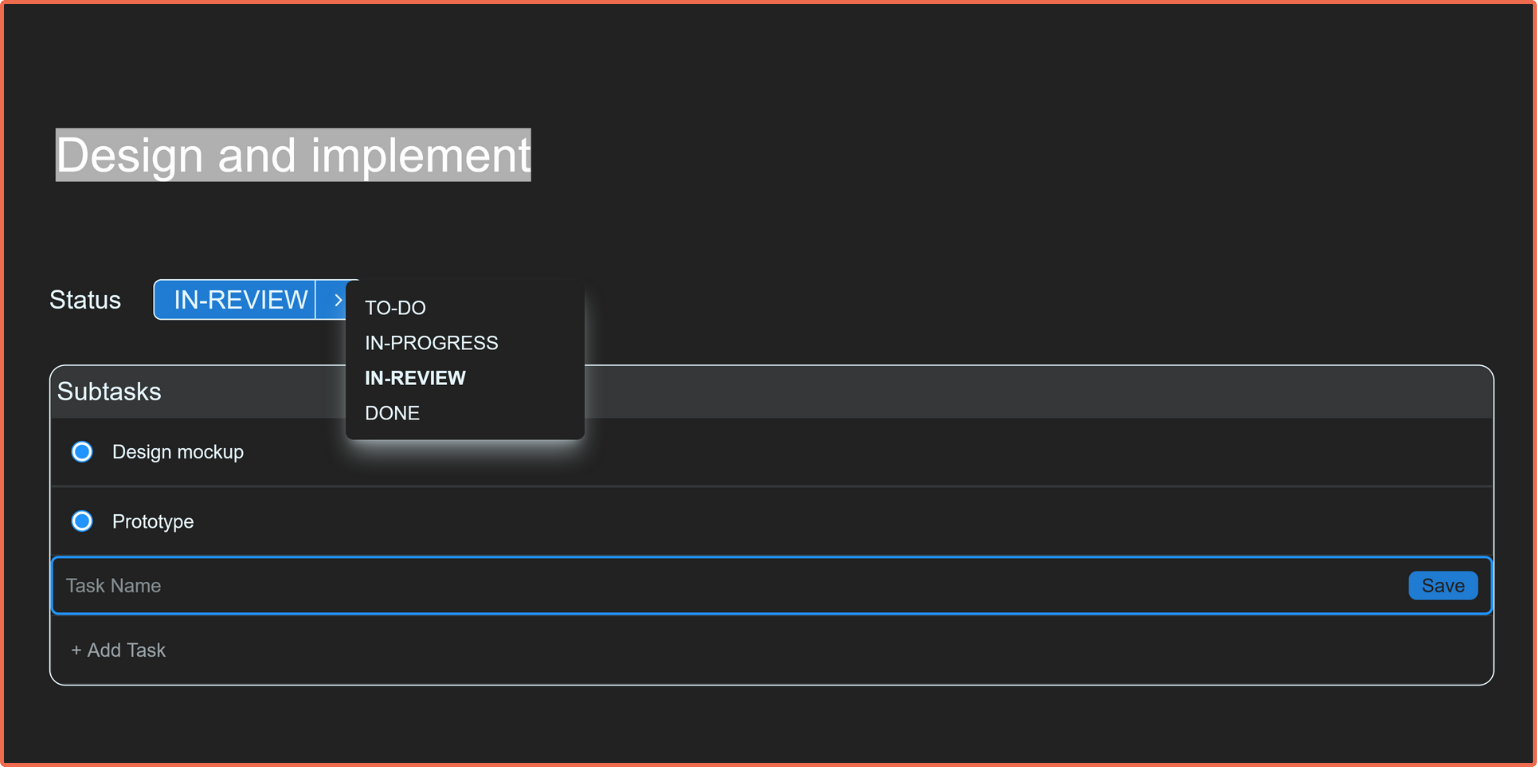 Design and implement
Status
IN-REVIEW
TO-DO
IN-PROGRESS
IN-REVIEW
DONE
Subtasks
Design mockup
Prototype
Task Name
Save
+ Add Task